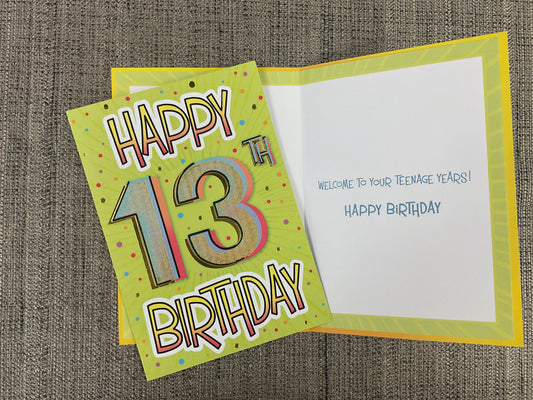 HAPPY
13TH
BIRTHDAY
WELCOME TO YOUR TEENAGE YEARS!
HAPPY BIRTHDAY